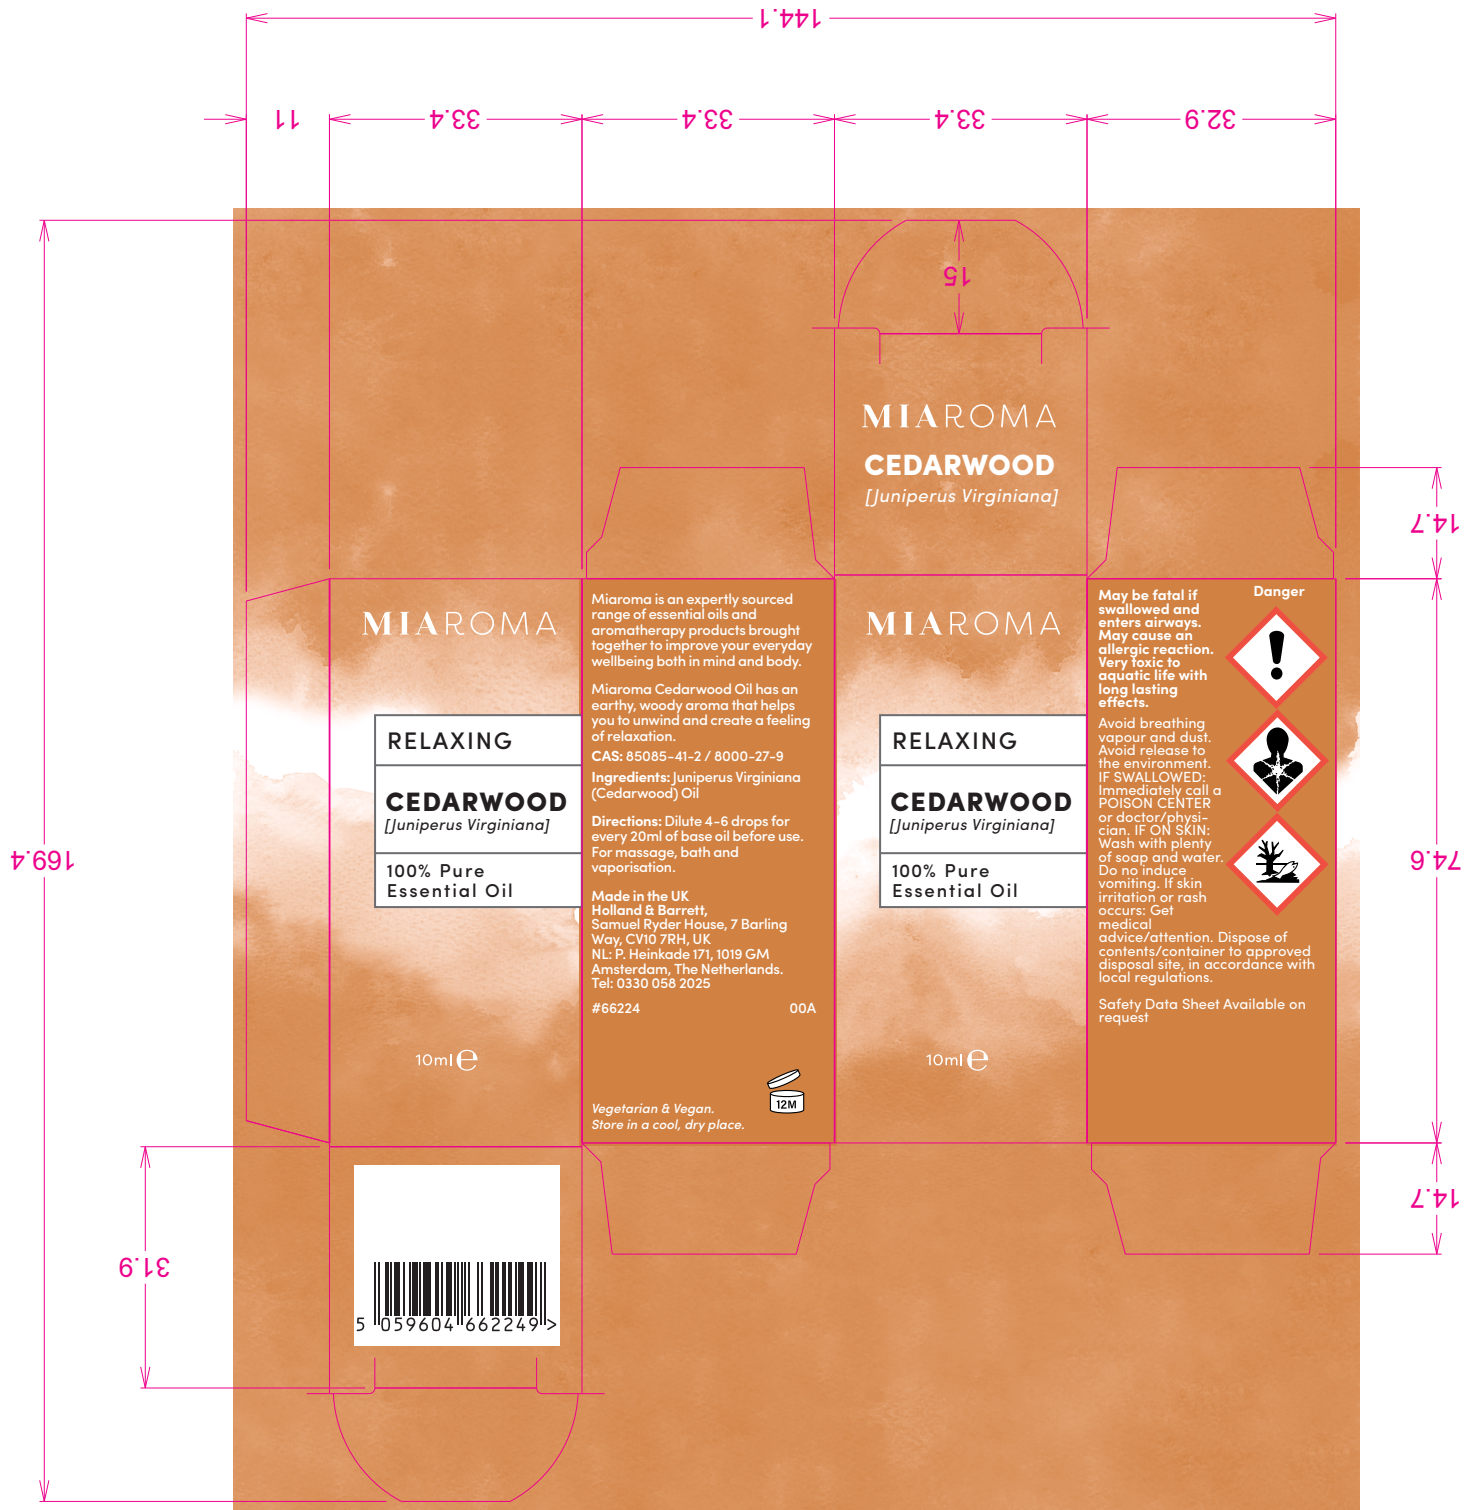 144.1
11
33.4
33.4
33.4
32.9
15
169.4
14.7
74.6
14.7
31.9
MIAROMA
CEDARWOOD
[Juniperus Virginiana]
MIAROMA
RELAXING
CEDARWOOD
[Juniperus Virginiana]
100% Pure
Essential Oil
10ml e
Miaroma is an expertly sourced
range of essential oils and
aromatherapy products brought
together to improve your everyday
wellbeing both in mind and body.
Miaroma Cedarwood Oil has an
earthy, woody aroma that helps
you to unwind and create a feeling
of relaxation.
CAS: 85085-41-2 / 8000-27-9
Ingredients: Juniperus Virginiana
(Cedarwood) Oil
Directions: Dilute 4-6 drops for
every 20ml of base oil before use.
For massage, bath and
vaporisation.
Made in the UK
Holland & Barrett,
Samuel Ryder House, 7 Barling
Way, CV10 7RH, UK
NL: P. Heinkade 171, 1019 GM
Amsterdam, The Netherlands.
Tel: 0330 058 2025
#66224 00A
12M
Vegetarian & Vegan.
Store in a cool, dry place.
MIAROMA
RELAXING
CEDARWOOD
[Juniperus Virginiana]
100% Pure
Essential Oil
10ml e
Danger
May be fatal if
swallowed and
enters airways.
May cause an
allergic reaction.
Very toxic to
aquatic life with
long lasting
effects.
Avoid breathing
vapour and dust.
Avoid release to
the environment.
IF SWALLOWED:
Immediately call a
POISON CENTER
or doctor/physi-
cian. IF ON SKIN:
Wash with plenty
of soap and water.
Do no induce
vomiting. If skin
irritation or rash
occurs: Get
medical
advice/attention. Dispose of
contents/container to approved
disposal site, in accordance with
local regulations.
Safety Data Sheet Available on
request
5 059604 662249 >